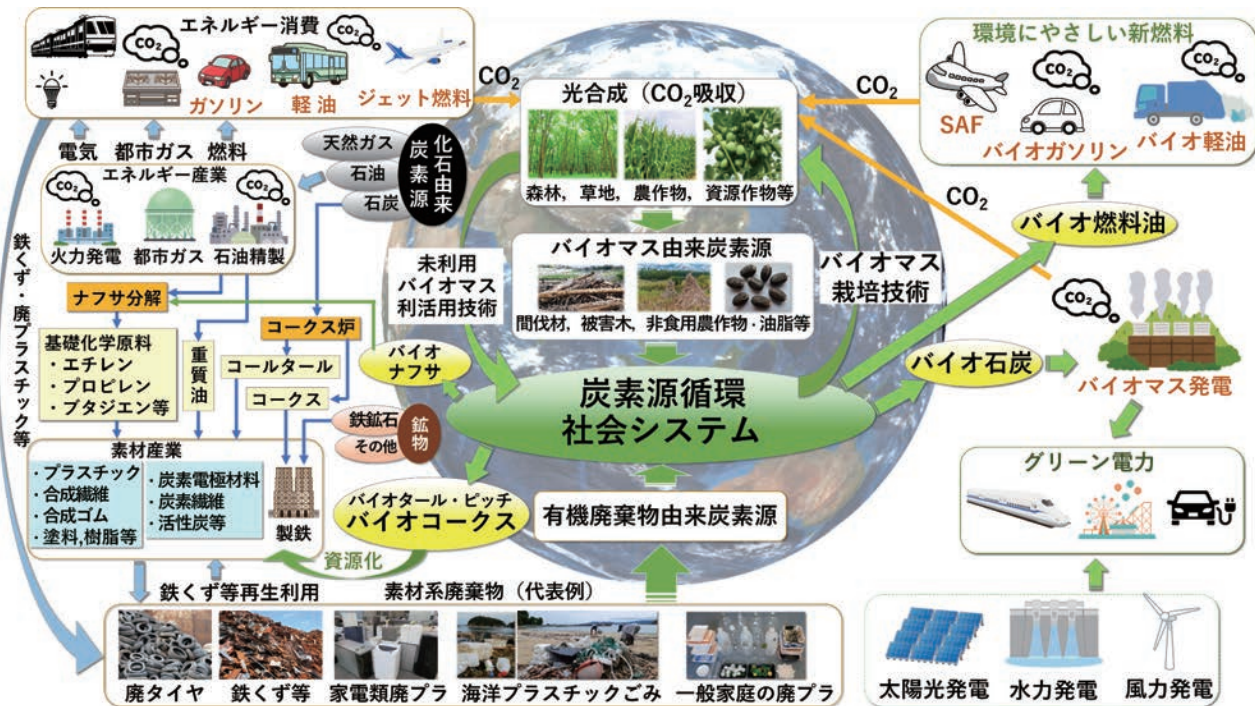 エネルギー消費
CO₂
CO₂
ガソリン
軽油
ジェット燃料
電気
都市ガス
燃料
エネルギー産業
CO₂
CO₂
火力発電
都市ガス
石油精製
天然ガス
石油
石炭
化石由来
炭素源
CO₂
光合成（CO₂吸収）
森林，草地，農作物，資源作物等
バイオマス由来炭素源
間伐材，被害木，非食用農作物・油脂等
未利用
バイオマス
利活用技術
バイオマス
栽培技術
炭素源循環
社会システム
有機廃棄物由来炭素源
CO₂
CO₂
環境にやさしい新燃料
CO₂
CO₂
SAF
バイオガソリン
バイオ軽油
バイオ燃料油
バイオ石炭
CO₂
バイオマス発電
グリーン電力
太陽光発電
水力発電
風力発電
鉄くず・廃プラスチック等
ナフサ分解
基礎化学原料
・エチレン
・プロピレン
・ブタジエン等
重質油
コークス炉
コールタール
コークス
バイオ
ナフサ
鉄鉱石
その他
鉱物
素材産業
・プラスチック
・合成繊維
・合成ゴム
・塗料,樹脂等
・炭素電極材料
・炭素繊維
・活性炭等
製鉄
バイオタール・ピッチ
バイオコークス
資源化
鉄くず等再生利用
素材系廃棄物（代表例）
廃タイヤ
鉄くず等
家電類廃プラ
海洋プラスチックごみ
一般家庭の廃プラ